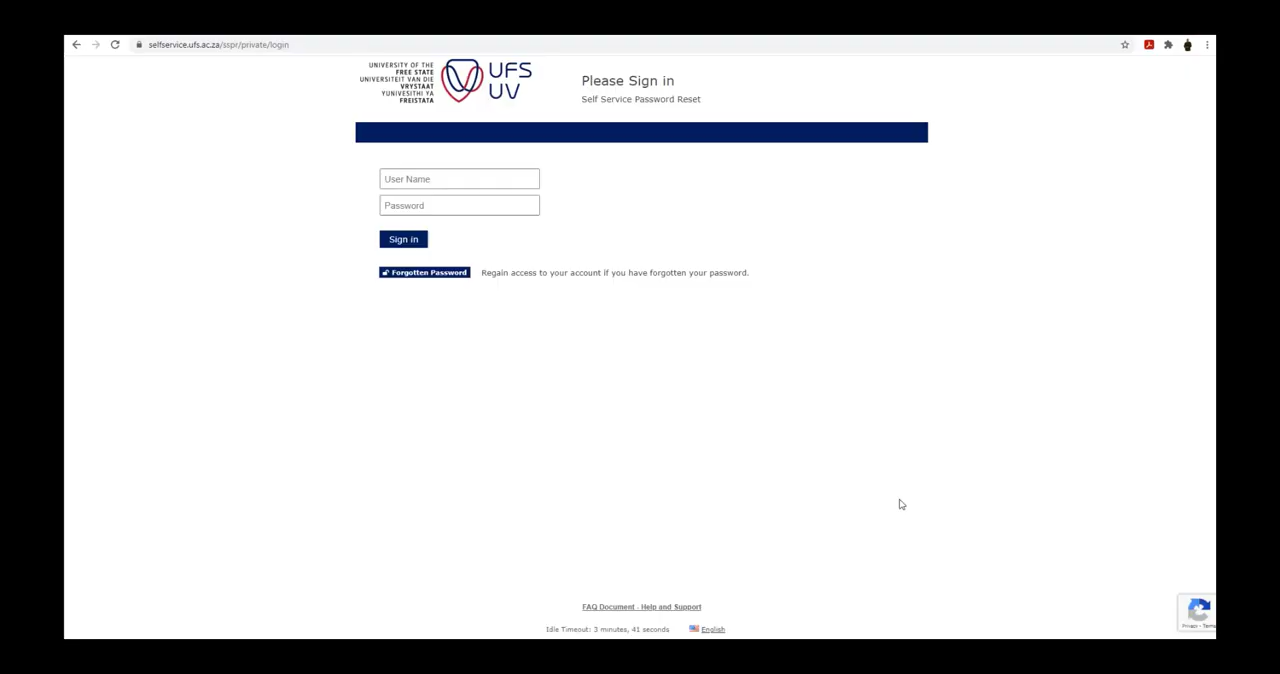 selfservice.ufs.ac.za/sspr/private/login
UNIVERSITY OF THE
FREE STATE
UNIVERSITEIT VAN DIE
VRYSTAAT
YUNIVESITHI YA
FREISTATA
UFS
UV
Please Sign in
Self Service Password Reset
User Name
Password
Sign in
Forgotten Password Regain access to your account if you have forgotten your password.
FAQ Document - Help and Support
Idle Timeout: 3 minutes, 41 seconds English
Privacy - Terms